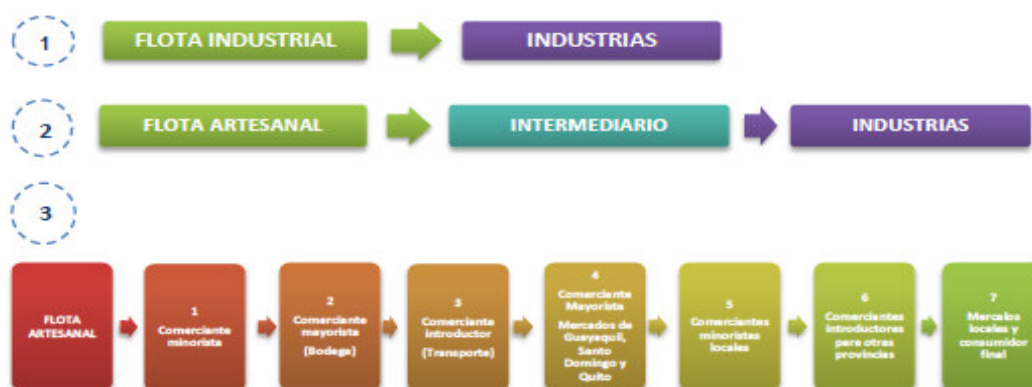 1
FLOTA INDUSTRIAL
INDUSTRIAS
2
FLOTA ARTESANAL
INTERMEDIARIO
INDUSTRIAS
3
FLOTA
ARTESANAL
1
Comerciante
minorista
2
Comerciante
mayorista
(Bodega)
3
Comerciante
introductor
(Transporte)
4
Comerciante
Mayorista
Mercados de
Guayaquil,
Santo
Domingo y
Quito
5
Comerciantes
minoristas
locales
6
Comerciantes
introductores
para otras
provincias
7
Mercados
locales y
consumidor
final